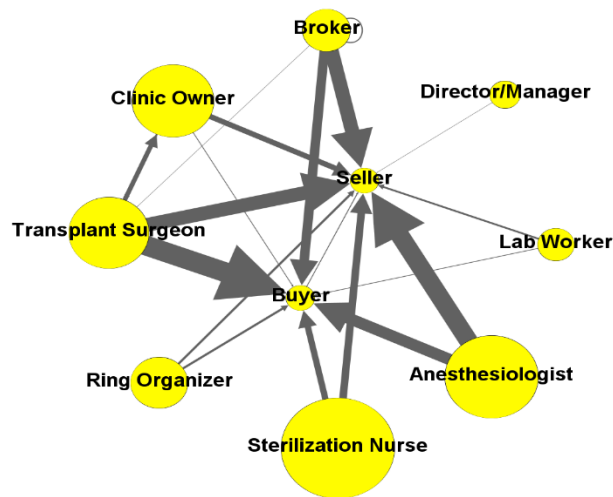 Broker
Clinic Owner
Director/Manager
Seller
Transplant Surgeon
Lab Worker
Buyer
Ring Organizer
Anesthesiologist
Sterilization Nurse